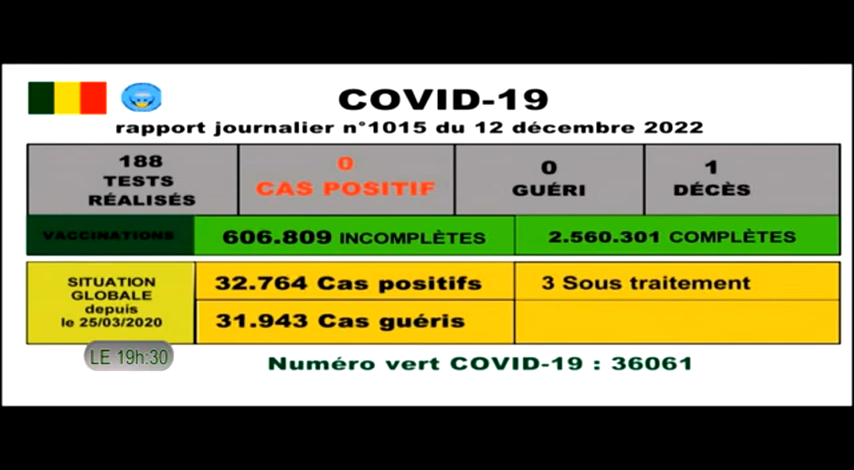 COVID-19
rapport journalier n°1015 du 12 décembre 2022
188
TESTS
RÉALISÉS
0
CAS POSITIF
0
GUÉRI
1
DÉCÈS
VACCINATIONS
606.809 INCOMPLÈTES
2.560.301 COMPLÈTES
SITUATION
GLOBALE
depuis
le 25/03/2020
32.764 Cas positifs
3 Sous traitement
31.943 Cas guéris
LE 19h:30
Numéro vert COVID-19 : 36061